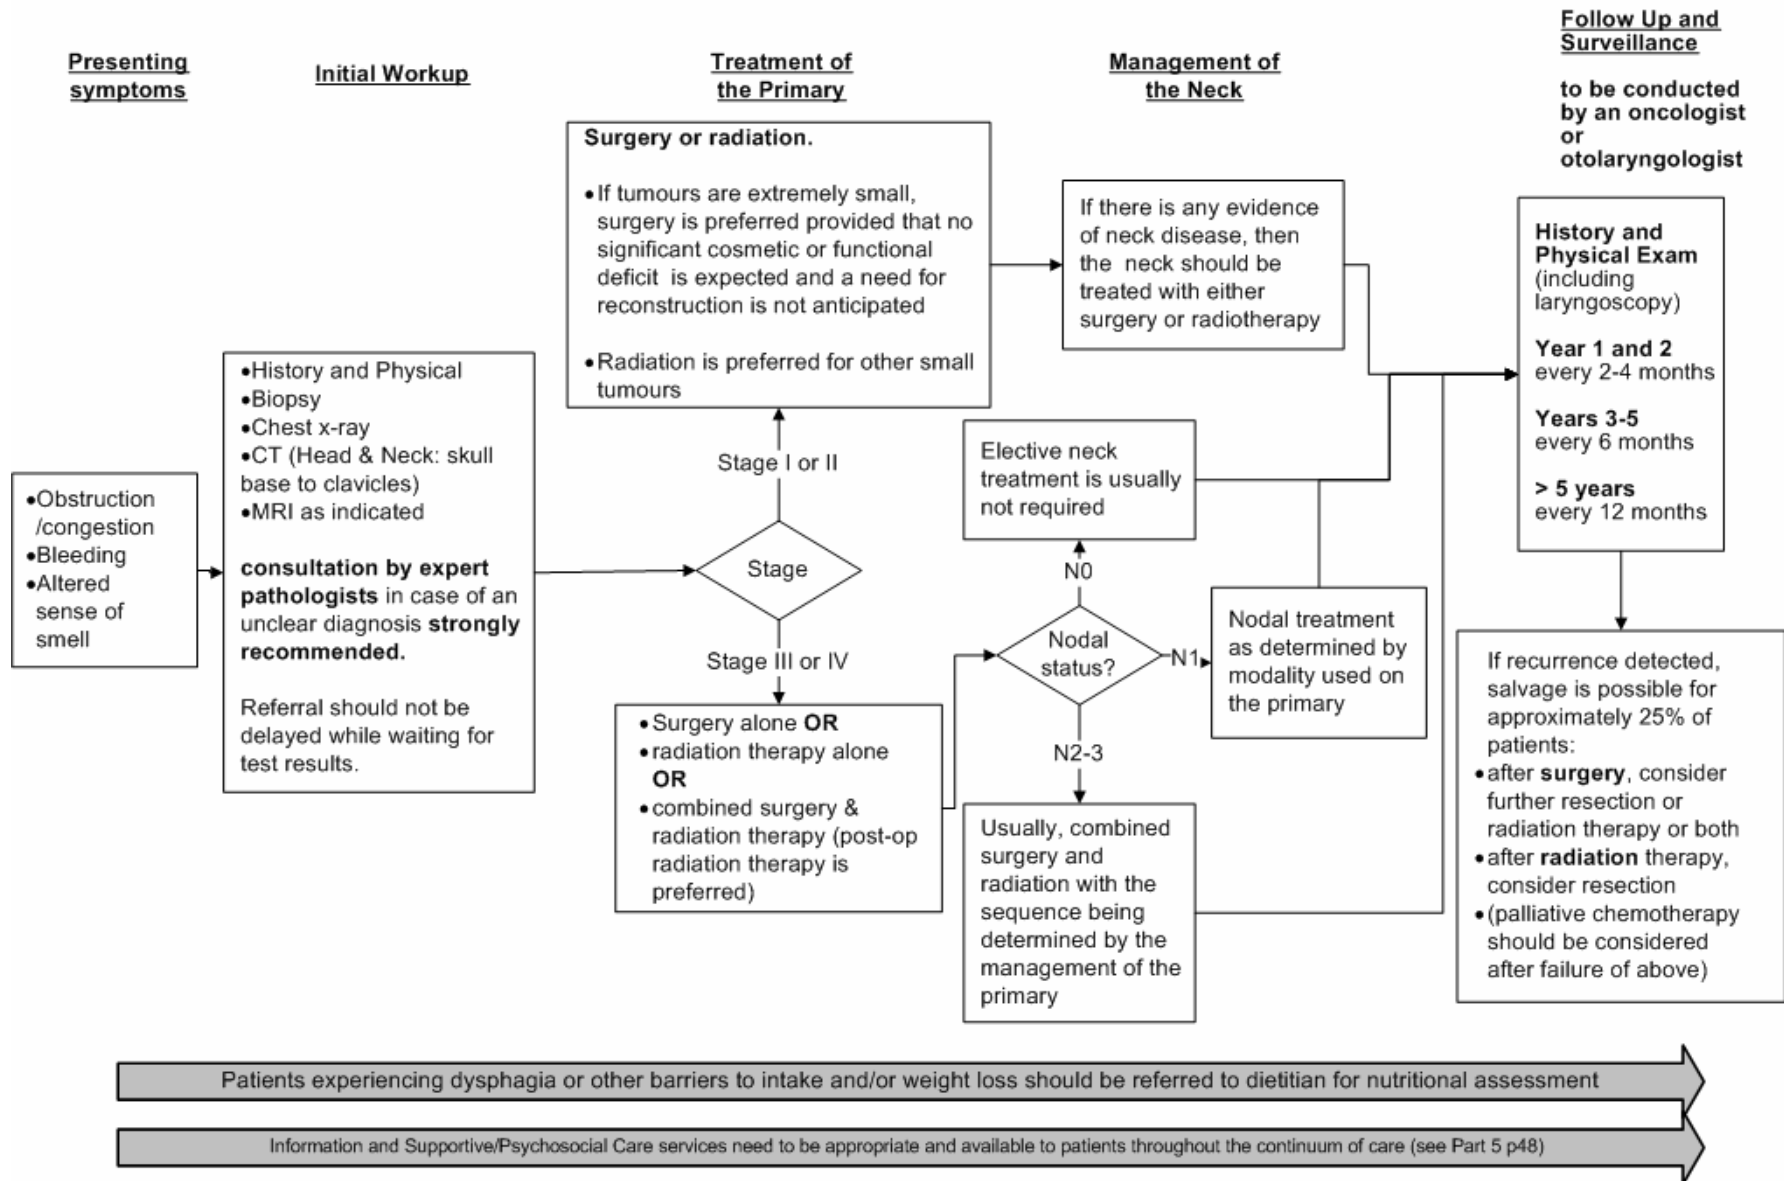 Presenting
symptoms
Initial Workup
Treatment of
the Primary
Management of
the Neck
Follow Up and
Surveillance
to be conducted
by an oncologist
or
otolaryngologist
•Obstruction
/congestion
•Bleeding
•Altered
sense of
smell
•History and Physical
•Biopsy
•Chest x-ray
•CT (Head & Neck: skull
base to clavicles)
•MRI as indicated
consultation by expert
pathologists in case of an
unclear diagnosis strongly
recommended.
Referral should not be
delayed while waiting for
test results.
Surgery or radiation.
•If tumours are extremely small,
surgery is preferred provided that no
significant cosmetic or functional
deficit is expected and a need for
reconstruction is not anticipated
•Radiation is preferred for other small
tumours
Stage I or II
Stage
Stage III or IV
•Surgery alone OR
•radiation therapy alone
OR
•combined surgery &
radiation therapy (post-op
radiation therapy is
preferred)
If there is any evidence
of neck disease, then
the neck should be
treated with either
surgery or radiotherapy
Elective neck
treatment is usually
not required
N0
Nodal
status?
N1
Nodal treatment
as determined by
modality used on
the primary
N2-3
Usually, combined
surgery and
radiation with the
sequence being
determined by the
management of the
primary
History and
Physical Exam
(including
laryngoscopy)
Year 1 and 2
every 2-4 months
Years 3-5
every 6 months
> 5 years
every 12 months
If recurrence detected,
salvage is possible for
approximately 25% of
patients:
•after surgery, consider
further resection or
radiation therapy or both
•after radiation therapy,
consider resection
•(palliative chemotherapy
should be considered
after failure of above)
Patients experiencing dysphagia or other barriers to intake and/or weight loss should be referred to dietitian for nutritional assessment
Information and Supportive/Psychosocial Care services need to be appropriate and available to patients throughout the continuum of care (see Part 5 p48)